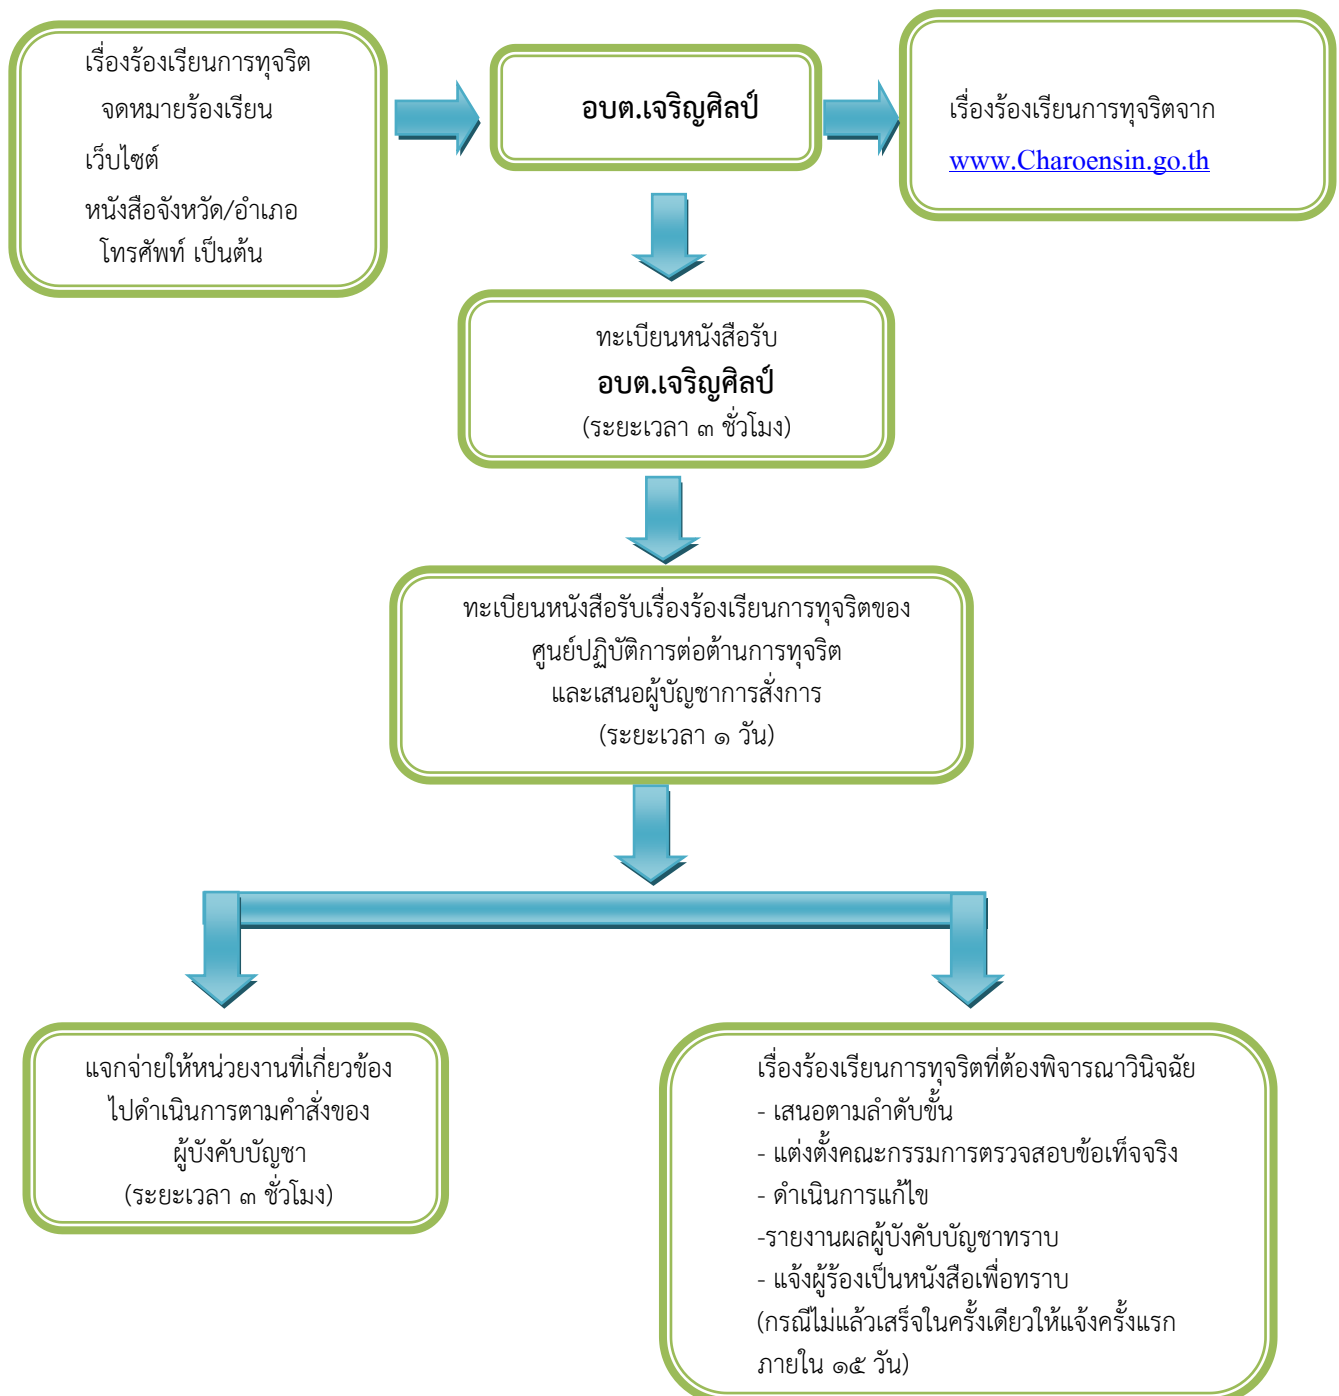 เรื่องร้องเรียนการทุจริต
จดหมายร้องเรียน
เว็บไซต์
หนังสือจังหวัด/อำเภอ
โทรศัพท์ เป็นต้น
อบต.เจริญศิลป์
เรื่องร้องเรียนการทุจริตจาก
www.Charoensin.go.th
ทะเบียนหนังสือรับ
อบต.เจริญศิลป์
(ระยะเวลา ๓ ชั่วโมง)
ทะเบียนหนังสือรับเรื่องร้องเรียนการทุจริตของ
ศูนย์ปฏิบัติการต่อต้านการทุจริต
และเสนอผู้บัญชาการสั่งการ
(ระยะเวลา ๑ วัน)
แจกจ่ายให้หน่วยงานที่เกี่ยวข้อง
ไปดำเนินการตามคำสั่งของ
ผู้บังคับบัญชา
(ระยะเวลา ๓ ชั่วโมง)
เรื่องร้องเรียนการทุจริตที่ต้องพิจารณาวินิจฉัย
- เสนอตามลำดับขั้น
- แต่งตั้งคณะกรรมการตรวจสอบข้อเท็จจริง
- ดำเนินการแก้ไข
-รายงานผลผู้บังคับบัญชาทราบ
- แจ้งผู้ร้องเป็นหนังสือเพื่อทราบ
(กรณีไม่แล้วเสร็จในครั้งเดียวให้แจ้งครั้งแรก
ภายใน ๑๕ วัน)